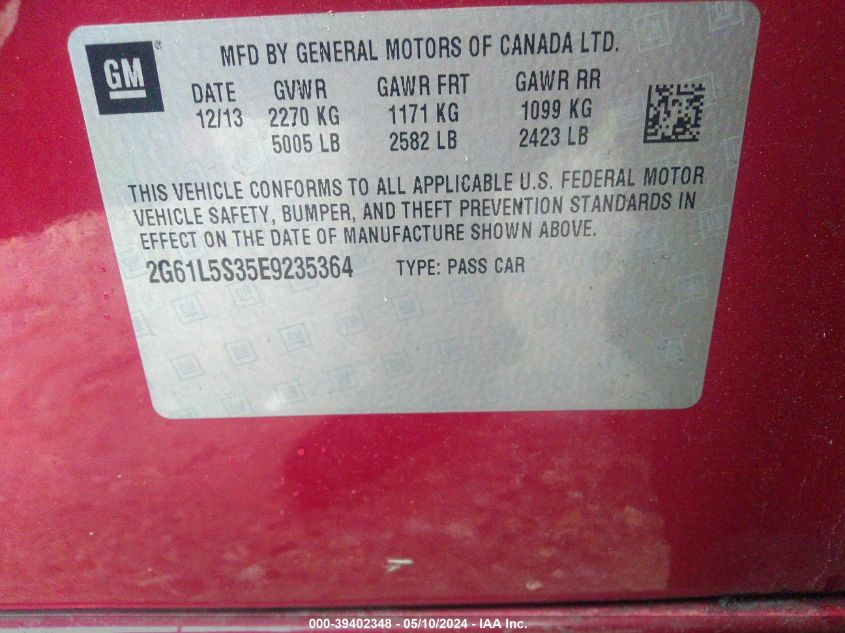 GM
MFD BY GENERAL MOTORS OF CANADA LTD.
DATE GVWR GAWR FRT GAWR RR
12/13 2270 KG 1171 KG 1099 KG
5005 LB 2582 LB 2423 LB
THIS VEHICLE CONFORMS TO ALL APPLICABLE U.S. FEDERAL MOTOR
VEHICLE SAFETY, BUMPER, AND THEFT PREVENTION STANDARDS IN
EFFECT ON THE DATE OF MANUFACTURE SHOWN ABOVE.
2G61L5S35E9235364 TYPE: PASS CAR
000-39402348 - 05/10/2024 - IAA Inc.